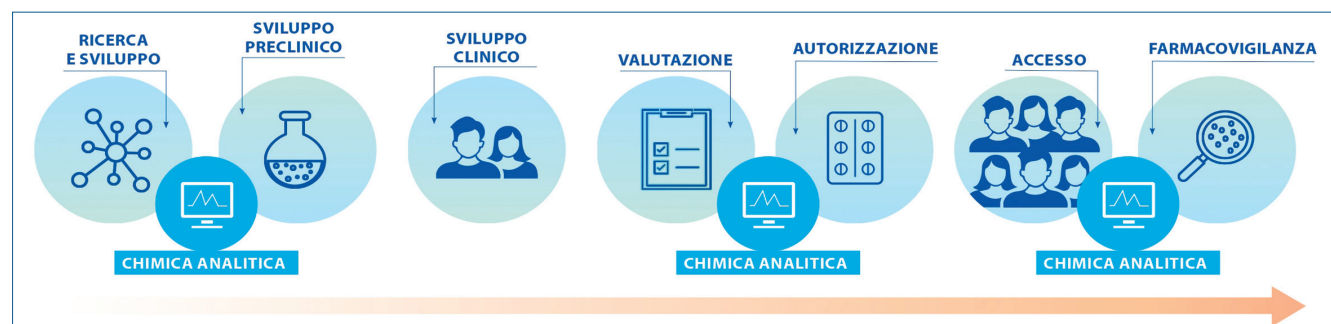 RICERCA
E SVILUPPO
SVILUPPO
PRECLINICO
SVILUPPO
CLINICO
VALUTAZIONE
AUTORIZZAZIONE
ACCESSO
FARMACOVIGILANZA
CHIMICA ANALITICA
CHIMICA ANALITICA
CHIMICA ANALITICA